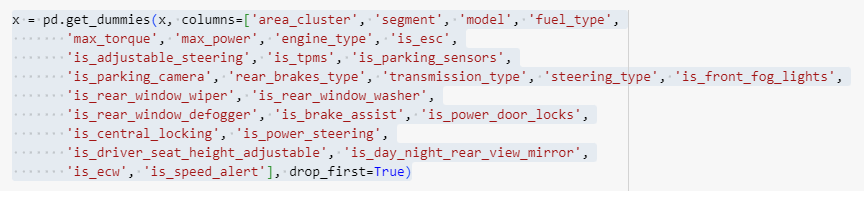 x = pd.get_dummies(x, columns=['area_cluster', 'segment', 'model', 'fuel_type',
'max_torque', 'max_power', 'engine_type', 'is_esc',
'is_adjustable_steering', 'is_tpms', 'is_parking_sensors',
'is_parking_camera', 'rear_brakes_type', 'transmission_type', 'steering_type', 'is_front_fog_lights',
'is_rear_window_wiper', 'is_rear_window_washer',
'is_rear_window_defogger', 'is_brake_assist', 'is_power_door_locks',
'is_central_locking', 'is_power_steering',
'is_driver_seat_height_adjustable', 'is_day_night_rear_view_mirror',
'is_ecw', 'is_speed_alert'], drop_first=True)